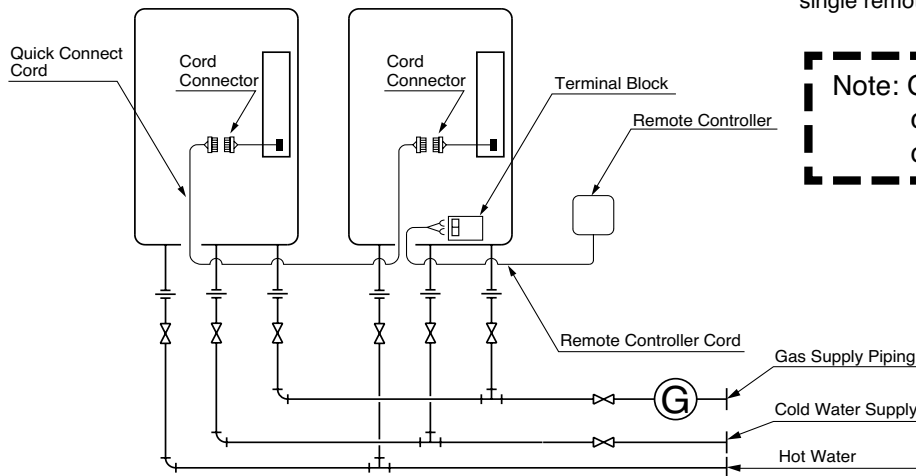 single remo
Quick Connect
Cord
Cord
Connector
Cord
Connector
Terminal Block
Remote Controller
Note:
Remote Controller Cord
Gas Supply Piping
G
Cold Water Supply
Hot Water